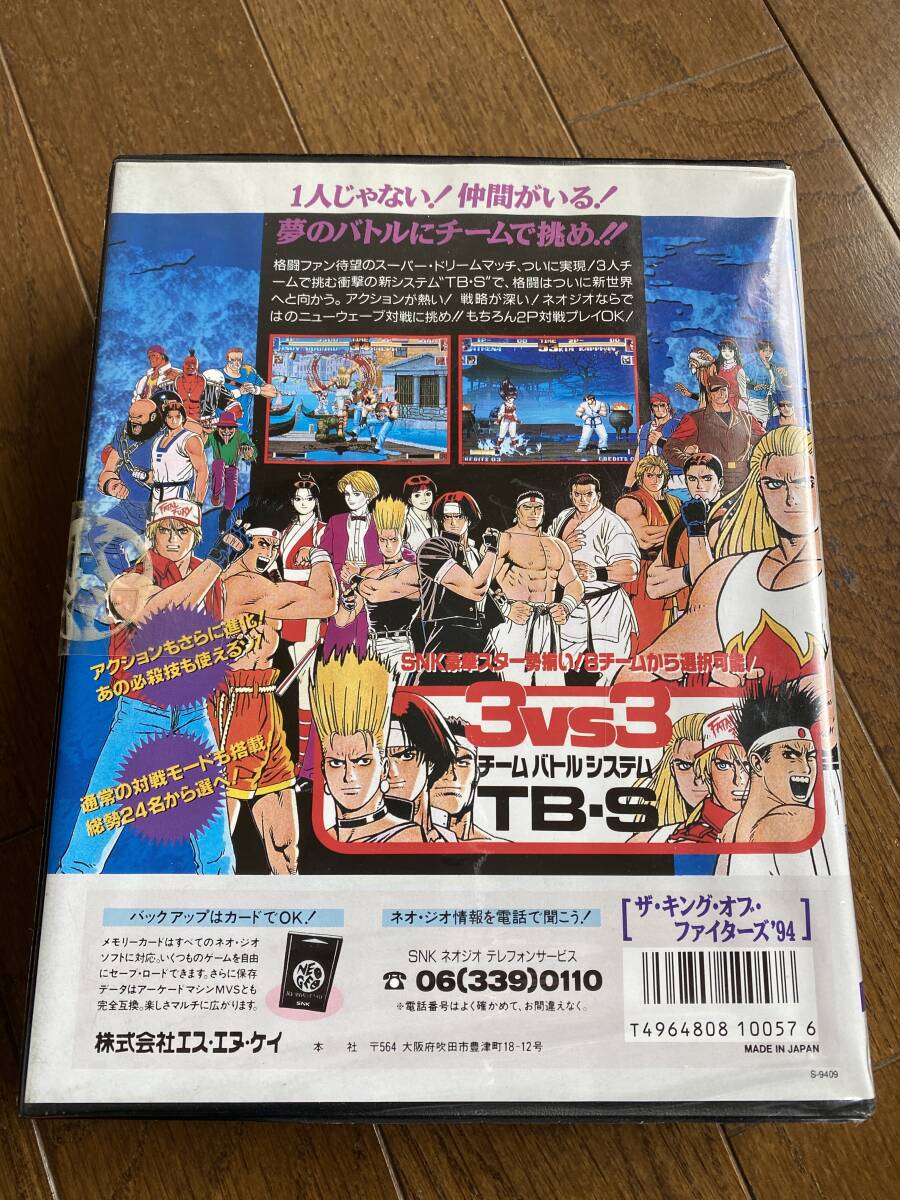 1人じゃない!仲間がいる!
夢のバトルにチームで挑め!!
格闘ファン待望のスーパー・ドリームマッチ、ついに実現!3人チ
ームで挑む衝撃の新システム“TB・S”で、格闘はついに新世界
へと向かう。アクションが熱い! 戦略が深い! ネオジオならで
はのニューウェーブ対戦に挑め!! もちろん2P対戦プレイOK!
TIME
ATHENA
TIME 2P- 00
CREDITS 0
FATAL FURY
アクションもさらに進化!
あの必殺技も使えるゾ!
SNK豪華スター勢揃い!8チームから選択可能!
3vs3
チームバトルシステム
TB・S
通常の対戦モードも搭載!
総勢24名から選べ!
バックアップはカードでOK!
メモリーカードはすべてのネオ・ジオ
ソフトに対応。いくつものゲームを自由
にセーブ・ロードできます。さらに保存
データはアーケードマシンMVSとも
完全互換。楽しさマルチに広がります。
NEO
GEO
SNK
ネオ・ジオ情報を電話で聞こう!
SNK ネオジオ テレフォンサービス
☎ 06(339)0110
※電話番号はよく確かめて、お間違えなく。
ザ・キング・オブ・
ファイターズ'94
T4964808 10057 6
MADE IN JAPAN
株式会社エス・エヌ・ケイ
本 社 〒564 大阪府吹田市豊津町18-12号
S-9409